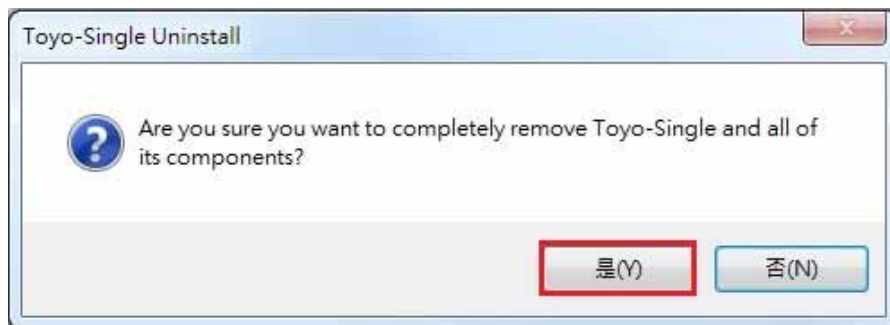 Toyo-Single Uninstall
Are you sure you want to completely remove Toyo-Single and all of
its components?
是(Y)
否(N)